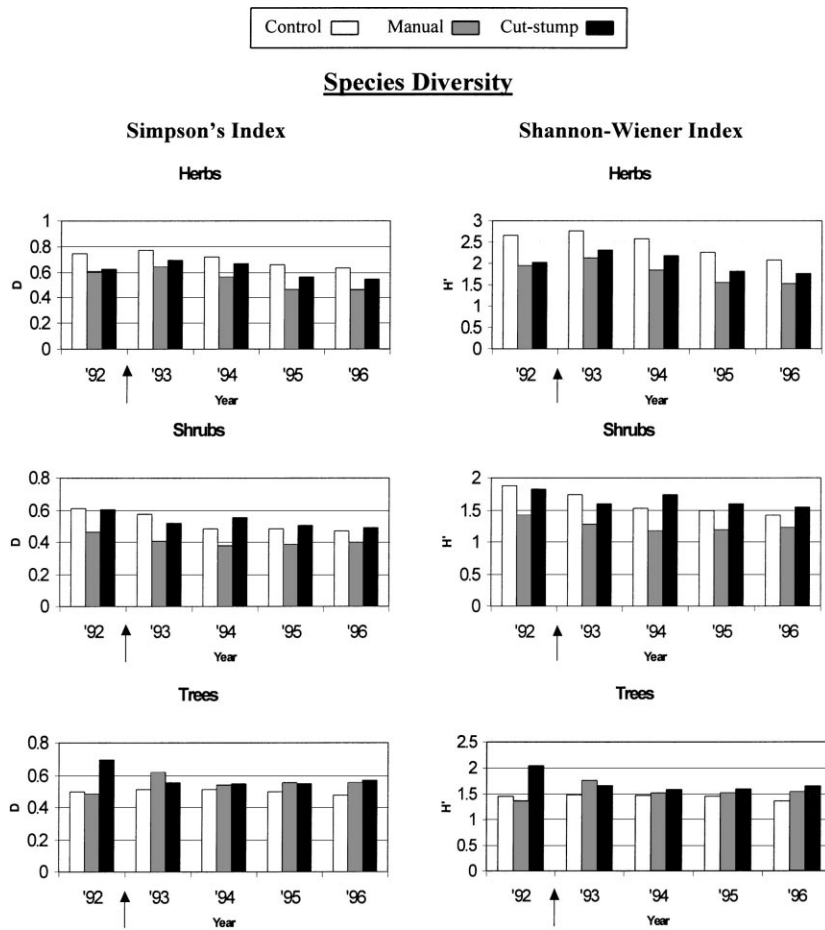 Control Manual Cut-stump
Species Diversity
Simpson's Index
Shannon-Wiener Index
Herbs
1
0.8
0.6
0.4
0.2
0
D
'92 '93 '94 '95 '96
Year
Herbs
3
2.5
2
1.5
1
0.5
0
H'
'92 '93 '94 '95 '96
Year
Shrubs
0.8
0.6
0.4
0.2
0
D
'92 '93 '94 '95 '96
Year
Shrubs
2
1.5
1
0.5
0
H'
'92 '93 '94 '95 '96
Year
Trees
0.8
0.6
0.4
0.2
0
D
'92 '93 '94 '95 '96
Year
Trees
2.5
2
1.5
1
0.5
0
H'
'92 '93 '94 '95 '96
Year